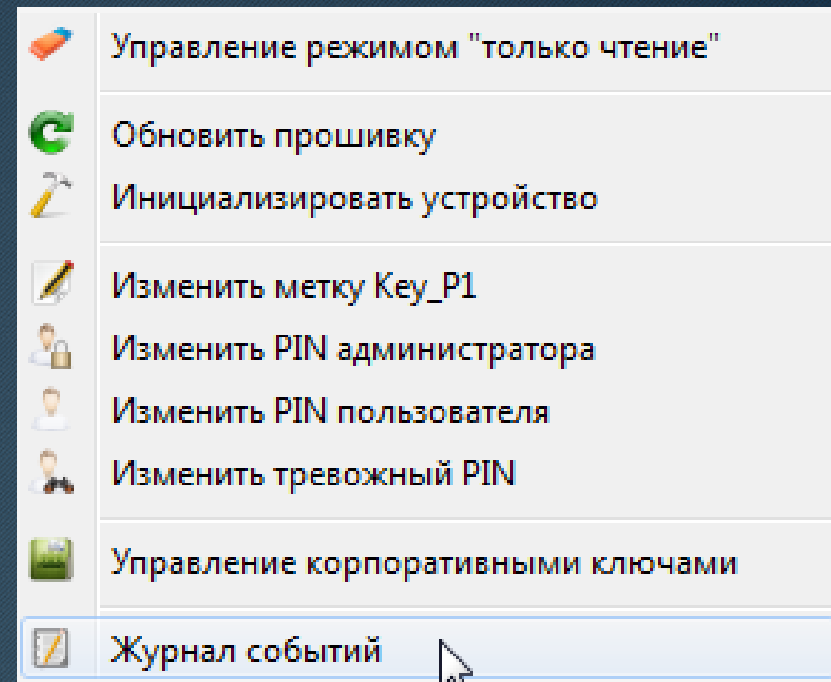 Управление режимом "только чтение"
Обновить прошивку
Инициализировать устройство
Изменить метку Key_P1
Изменить PIN администратора
Изменить PIN пользователя
Изменить тревожный PIN
Управление корпоративными ключами
Журнал событий